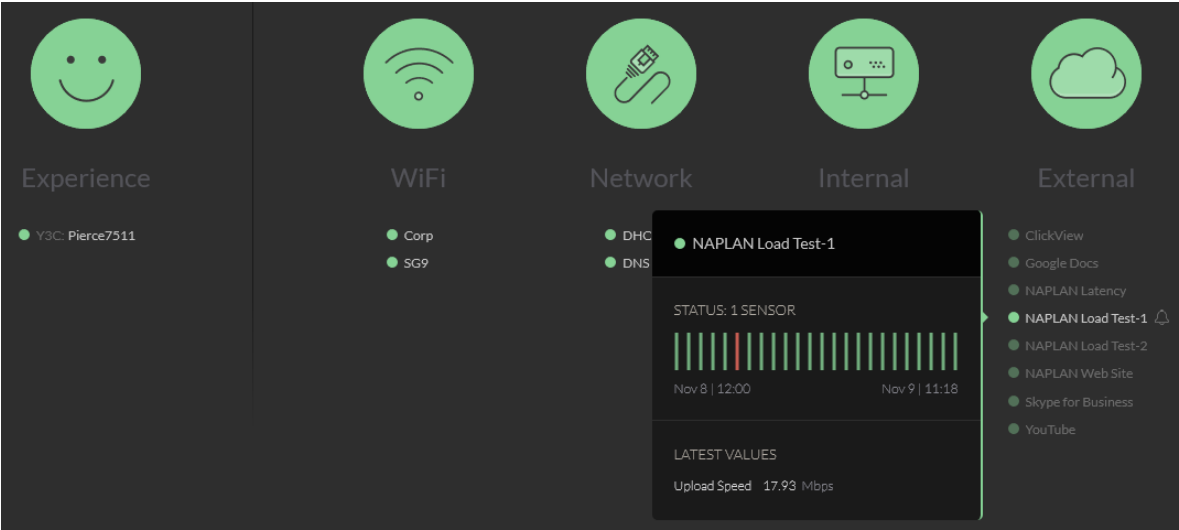 Experience
WiFi
Network
Internal
External
Y3C: Pierce7511
Corp
SG9
DHC
DNS
NAPLAN Load Test-1
STATUS: 1 SENSOR
Nov 8 | 12:00
Nov 9 | 11:18
LATEST VALUES
Upload Speed 17.93 Mbps
ClickView
Google Docs
NAPLAN Latency
NAPLAN Load Test-1
NAPLAN Load Test-2
NAPLAN Web Site
Skype for Business
YouTube